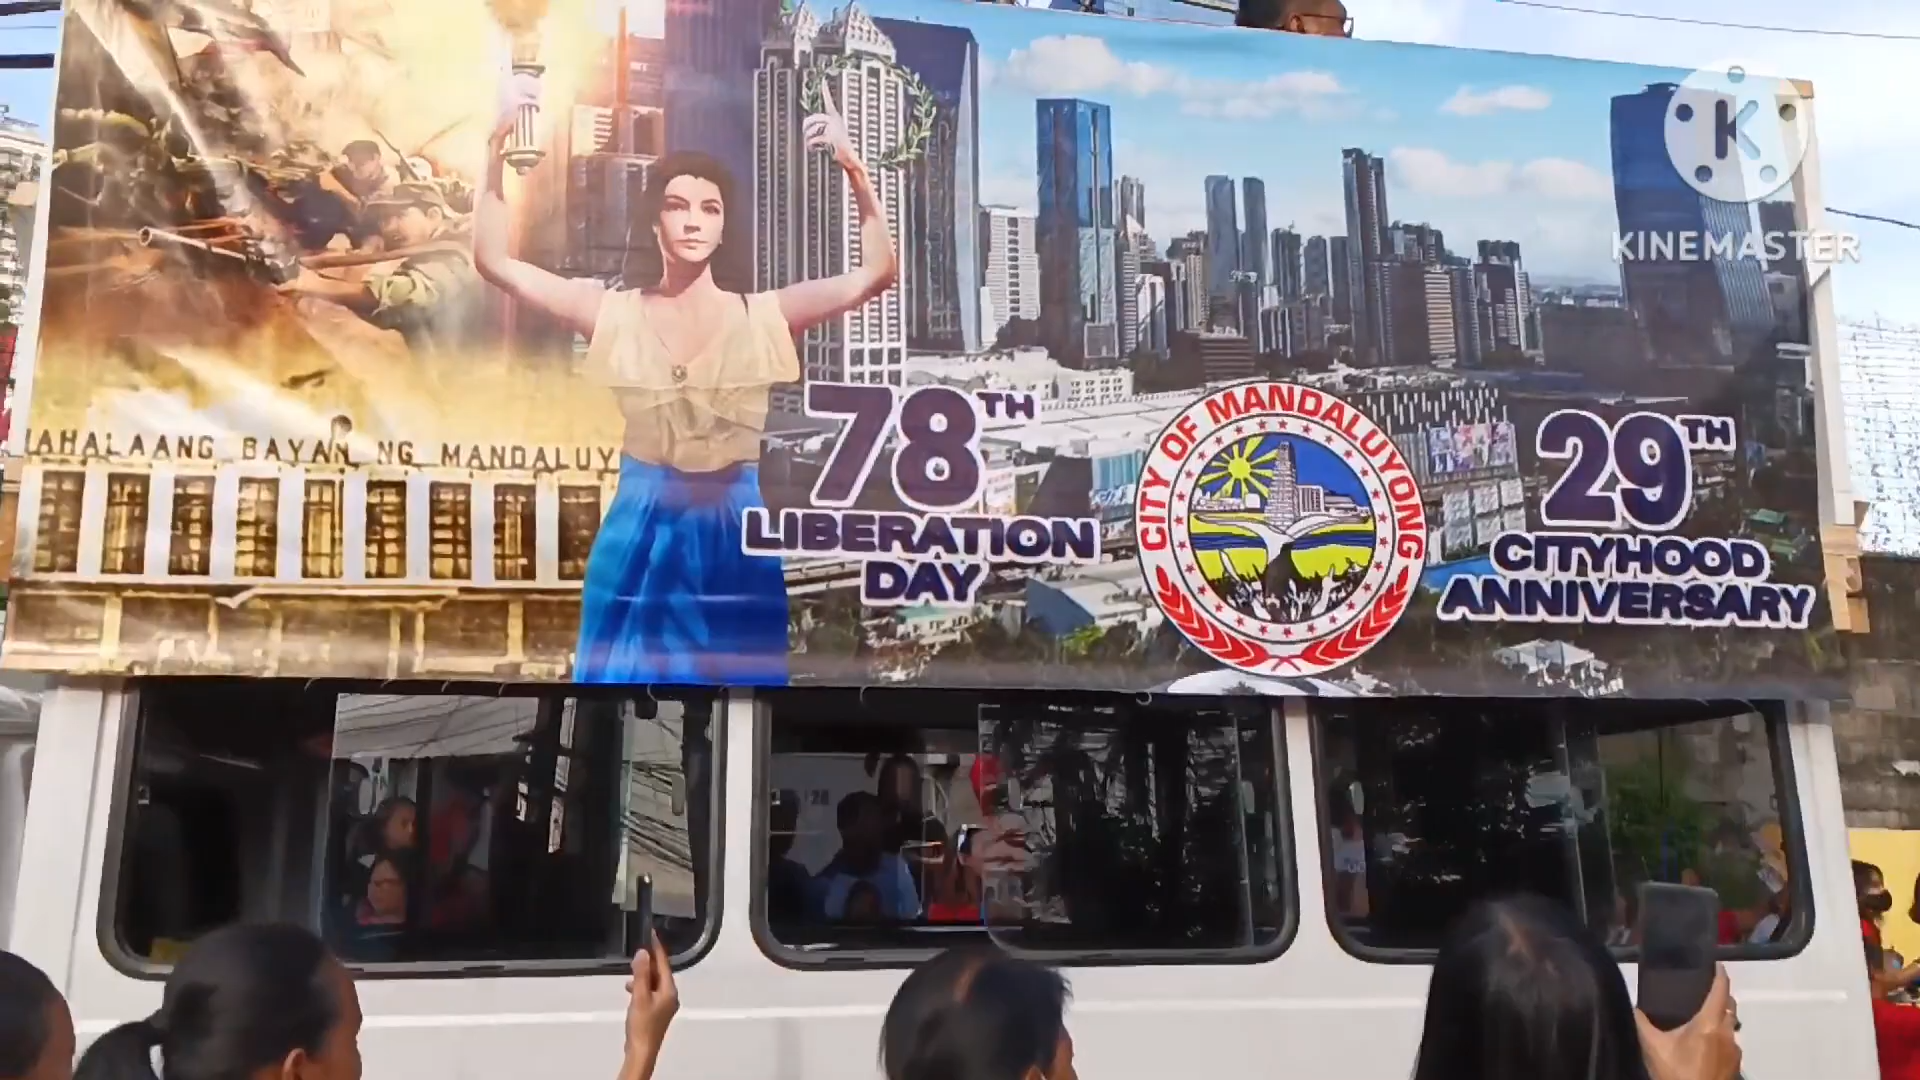 KINEMASTER
AHALAANG BAYAN NG MANDALUY
78TH
LIBERATION
DAY
CITY OF MANDALUYONG
29TH
CITYHOOD
ANNIVERSARY